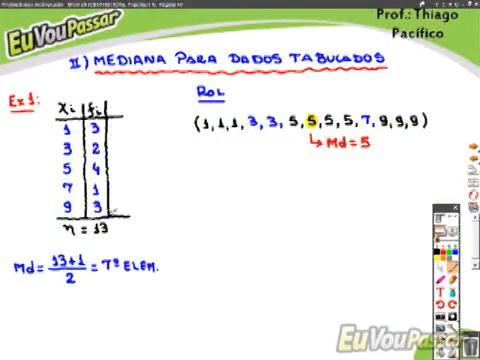 Prof.: Thiago
Pacífico
EuVouPassar
II) MEDIANA PARA DADOS TABULADOS
Ex1:
xi fi
1 3
3 2
5 4
7 1
9 3
n = 13
Md = 13+1 / 2 = 7º ELEM.
ROL
(1,1,1,3,3,5,5,5,5,7,9,9,9)
Md = 5
EuVouPassar